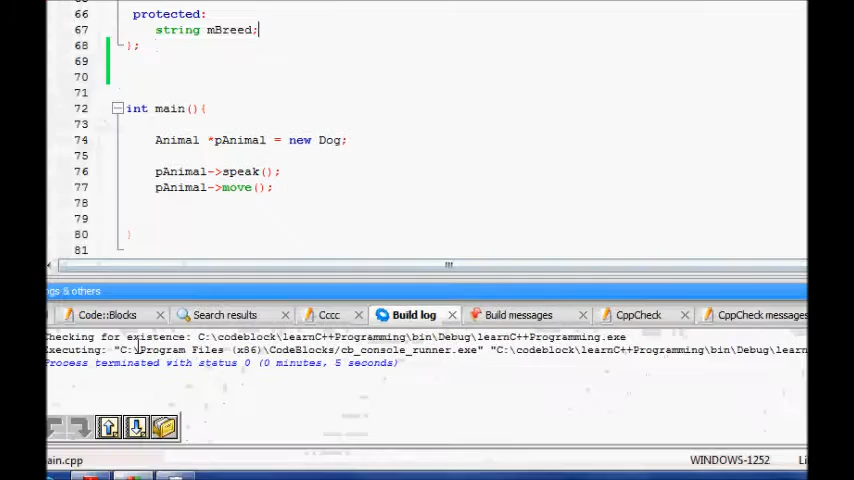 66 protected:
67 string mBreed;
68 };
69
70
71
72 int main(){
73
74 Animal *pAnimal = new Dog;
75
76 pAnimal->speak();
77 pAnimal->move();
78
79
80 }
81
gs & others
Code::Blocks Search results Cccc Build log Build messages CppCheck CppCheck messages
Checking for existence: C:\codeblock\learnC++Programming\bin\Debug\learnC++Programming.exe
Executing: "C:\Program Files (x86)\CodeBlocks/cb_console_runner.exe" "C:\codeblock\learnC++Programming\bin\Debug\learn
Process terminated with status 0 (0 minutes, 5 seconds)
ain.cpp WINDOWS-1252 Li